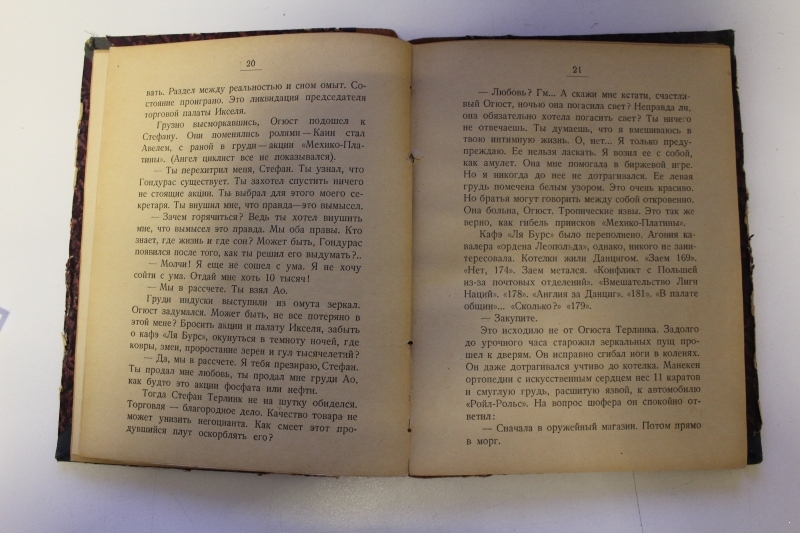 20
вать. Раздел между реальностью и сном омыт. Со-
стояние проиграно. Это ликвидация председателя
торговой палаты Икселя.
Грузно высморкавшись, Огюст подошел к
Стефану. Они поменялись ролями—Каин стал
Авелем, с раной в груди—акции «Мехико-Пла-
тины». (Ангел циклист все не показывался).
— Ты перехитрил меня, Стефан. Ты узнал, что
Гондурас существует. Ты захотел спустить ничего
не стоящие акции. Ты выбрал для этого моего се-
кретаря. Ты внушил мне, что правда—это вымысел.
— Зачем горячиться? Ведь ты хотел внушить
мне, что вымысел это правда. Мы оба правы. Кто
знает, где жизнь и где сон? Может быть, Гондурас
появился после того, как ты решил его выдумать?..
— Молчи! Я еще не сошел с ума. Я не хочу
сойти с ума. Отдай мне хоть 10 тысяч!
— Мы в рассчете. Ты взял Ао.
Груди индуски выступили из омута зеркал.
Огюст задумался. Может быть, не все потеряно в
этой мене? Бросить акции и палату Икселя, забыть
о кафэ «Ля Бурс», окунуться в темноту ночей, где
ковры, змеи, проростание зерен и гул тысячелетий?
— Да, мы в рассчете. Я тебя презираю, Стефан.
Ты продал мне любовь, ты продал мне груди Ао,
как будто это акции фосфата или нефти.
Тогда Стефан Терлинк не на шутку обиделся.
Торговля — благородное дело. Качество товара не
может унизить негоцианта. Как смеет этот про-
дувшийся плут оскорблять его?
21
— Любовь? Гм... А скажи мне кстати, счастли-
вый Огюст, ночью она погасила свет? Неправда ли,
она обязательно хотела погасить свет? Ты ничего
не отвечаешь. Ты думаешь, что я вмешиваюсь в
твою интимную жизнь. О, нет... Я только преду-
преждаю. Ее нельзя ласкать. Я возил ее с собой,
как амулет. Она мне помогала в биржевой игре.
Но я никогда до нее не дотрагивался. Ее левая
грудь помечена белым узором. Это очень красиво.
Но братья могут говорить между собой откровенно.
Она больна, Огюст. Тропические язвы. Это так же
верно, как гибель приисков «Мехико-Платины».
Кафэ «Ля Бурс» было переполнено. Агония ка-
валера «ордена Леопольда», однако, никого не заин-
тересовала. Котелки жили Данцигом. «Заем 169»,
«Нет, 174». Заем метался. «Конфликт с Польшей
из-за почтовых отделений». «Вмешательство Лиги
Наций». «178». «Англия за Данциг». «181». «В палате
общин»... «Сколько?» «179».
— Закупите.
Это исходило не от Огюста Терлинка. Задолго
до урочного часа старожил зеркальных пущ про-
шел к дверям. Он исправно сгибал ноги в коленях.
Он даже дотрагивался учтиво до котелка. Манекен
ортопедии с искусственным сердцем нес 11 каратов
и смуглую грудь, расшитую язвой, к автомобилю
«Ройл-Рольс». На вопрос шофера он спокойно от-
ветил:
— Сначала в оружейный магазин. Потом прямо
в морг.